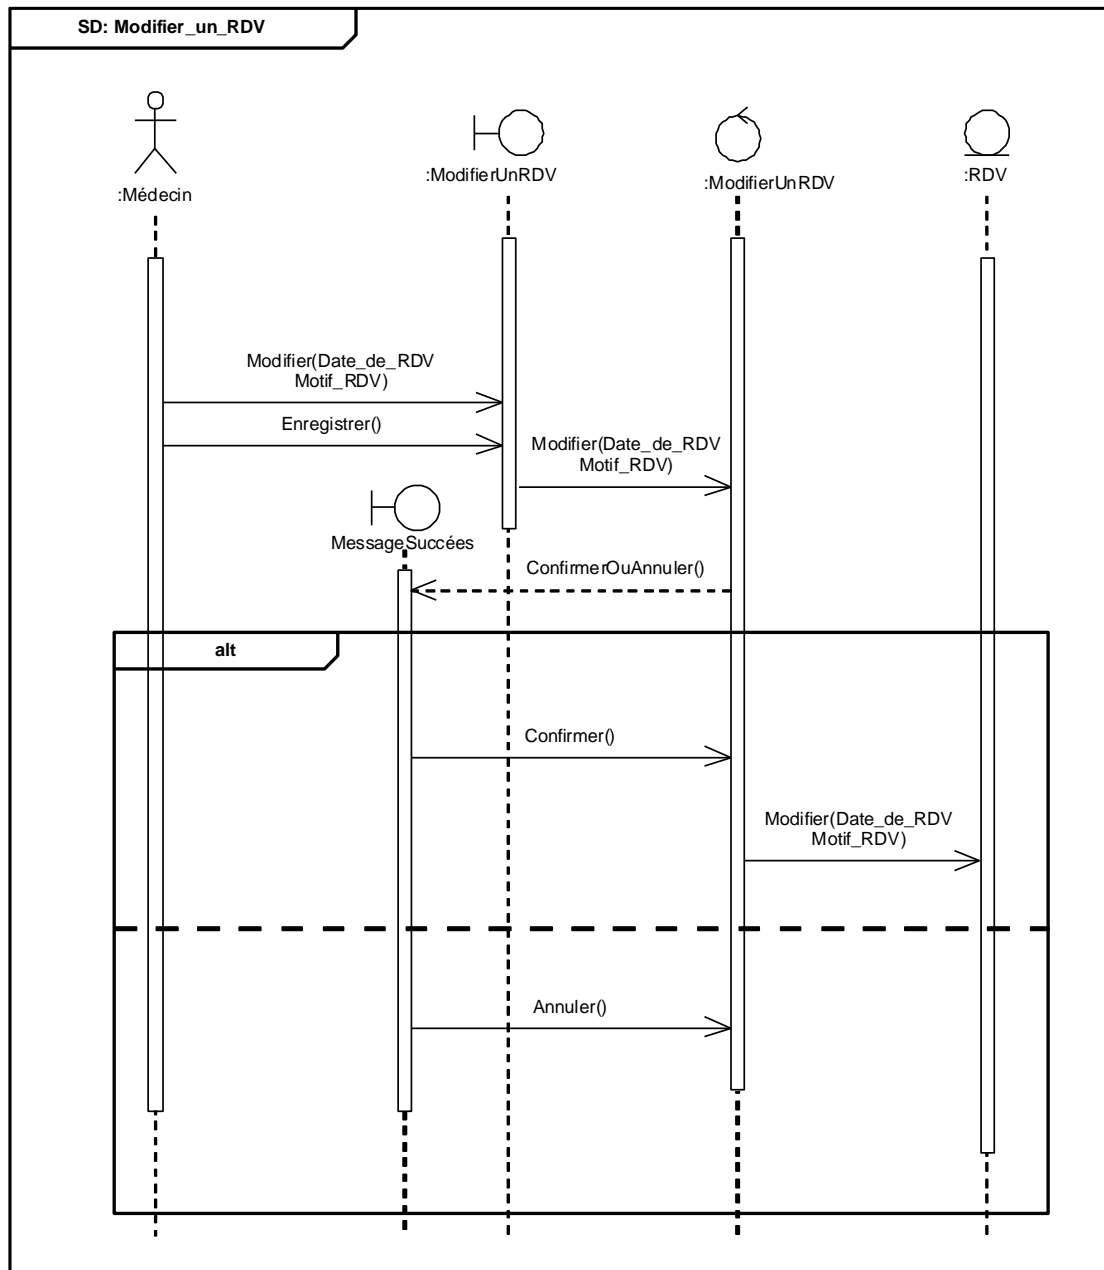 SD: Modifier_un_RDV
:Médecin
:ModifierUnRDV
:ModifierUnRDV
:RDV
Modifier(Date_de_RDV
Motif_RDV)
Enregistrer()
Modifier(Date_de_RDV
Motif_RDV)
MessageSuccées
ConfirmerOuAnnuler()
alt
Confirmer()
Modifier(Date_de_RDV
Motif_RDV)
Annuler()